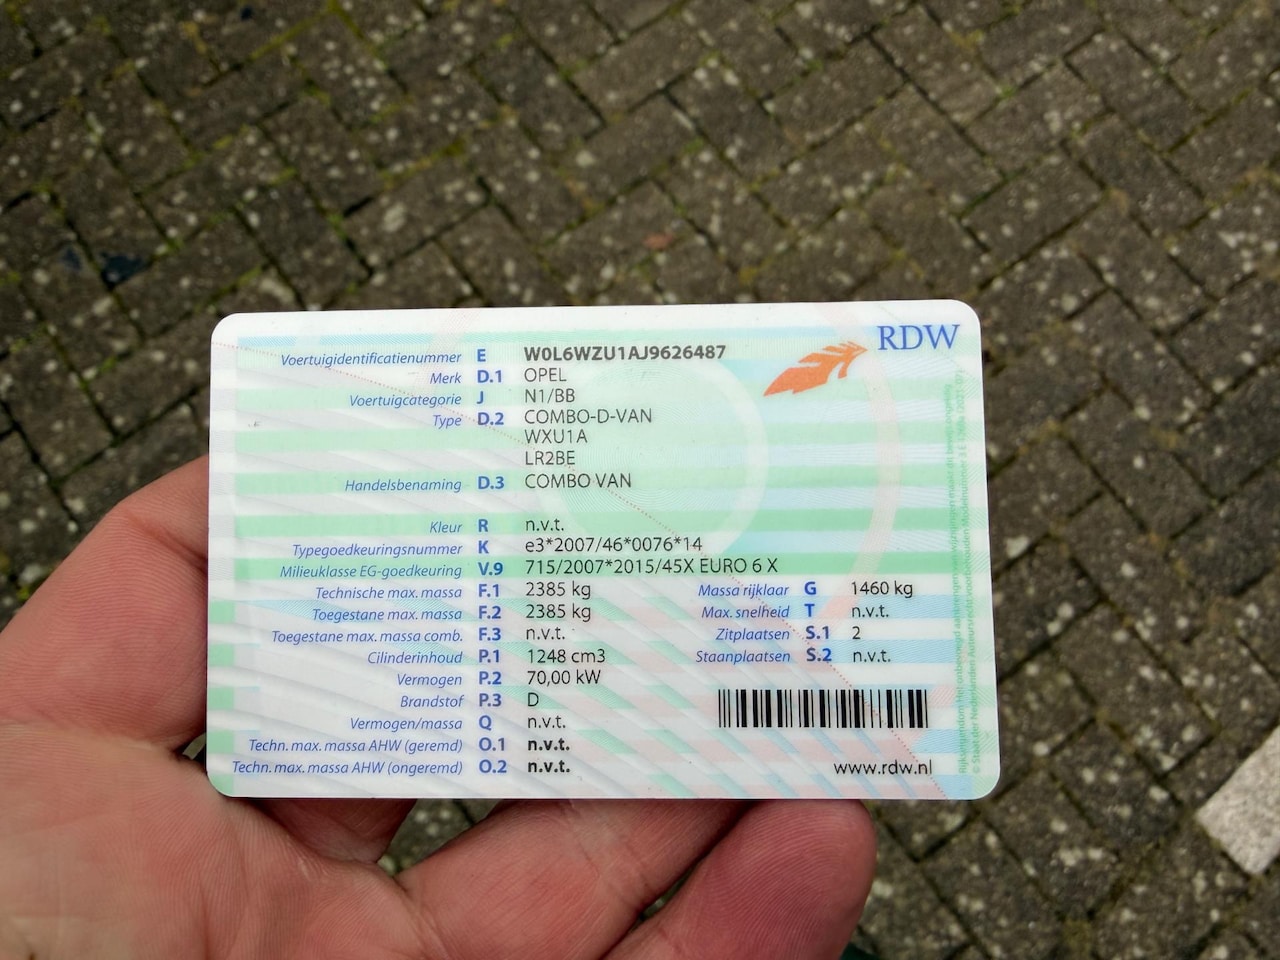 RDW
Voertuigidentificatienummer E W0L6WZU1AJ9626487
Merk D.1 OPEL
Voertuigcategorie J N1/BB
Type D.2 COMBO-D-VAN
WXU1A
LR2BE
Handelsbenaming D.3 COMBO VAN
Kleur R n.v.t.
Typegoedkeuringsnummer K e3*2007/46*0076*14
Milieuklasse EG-goedkeuring V.9 715/2007*2015/45X EURO 6 X
Technische max. massa F.1 2385 kg Massa rijklaar G 1460 kg
Toegestane max. massa F.2 2385 kg Max. snelheid T n.v.t.
Toegestane max. massa comb. F.3 n.v.t. Zitplaatsen S.1 2
Cilinderinhoud P.1 1248 cm3 Staanplaatsen S.2 n.v.t.
Vermogen P.2 70,00 kW
Brandstof P.3 D
Vermogen/massa Q n.v.t.
Techn. max. massa AHW (geremd) O.1 n.v.t.
Techn. max. massa AHW (ongeremd) O.2 n.v.t.
www.rdw.nl